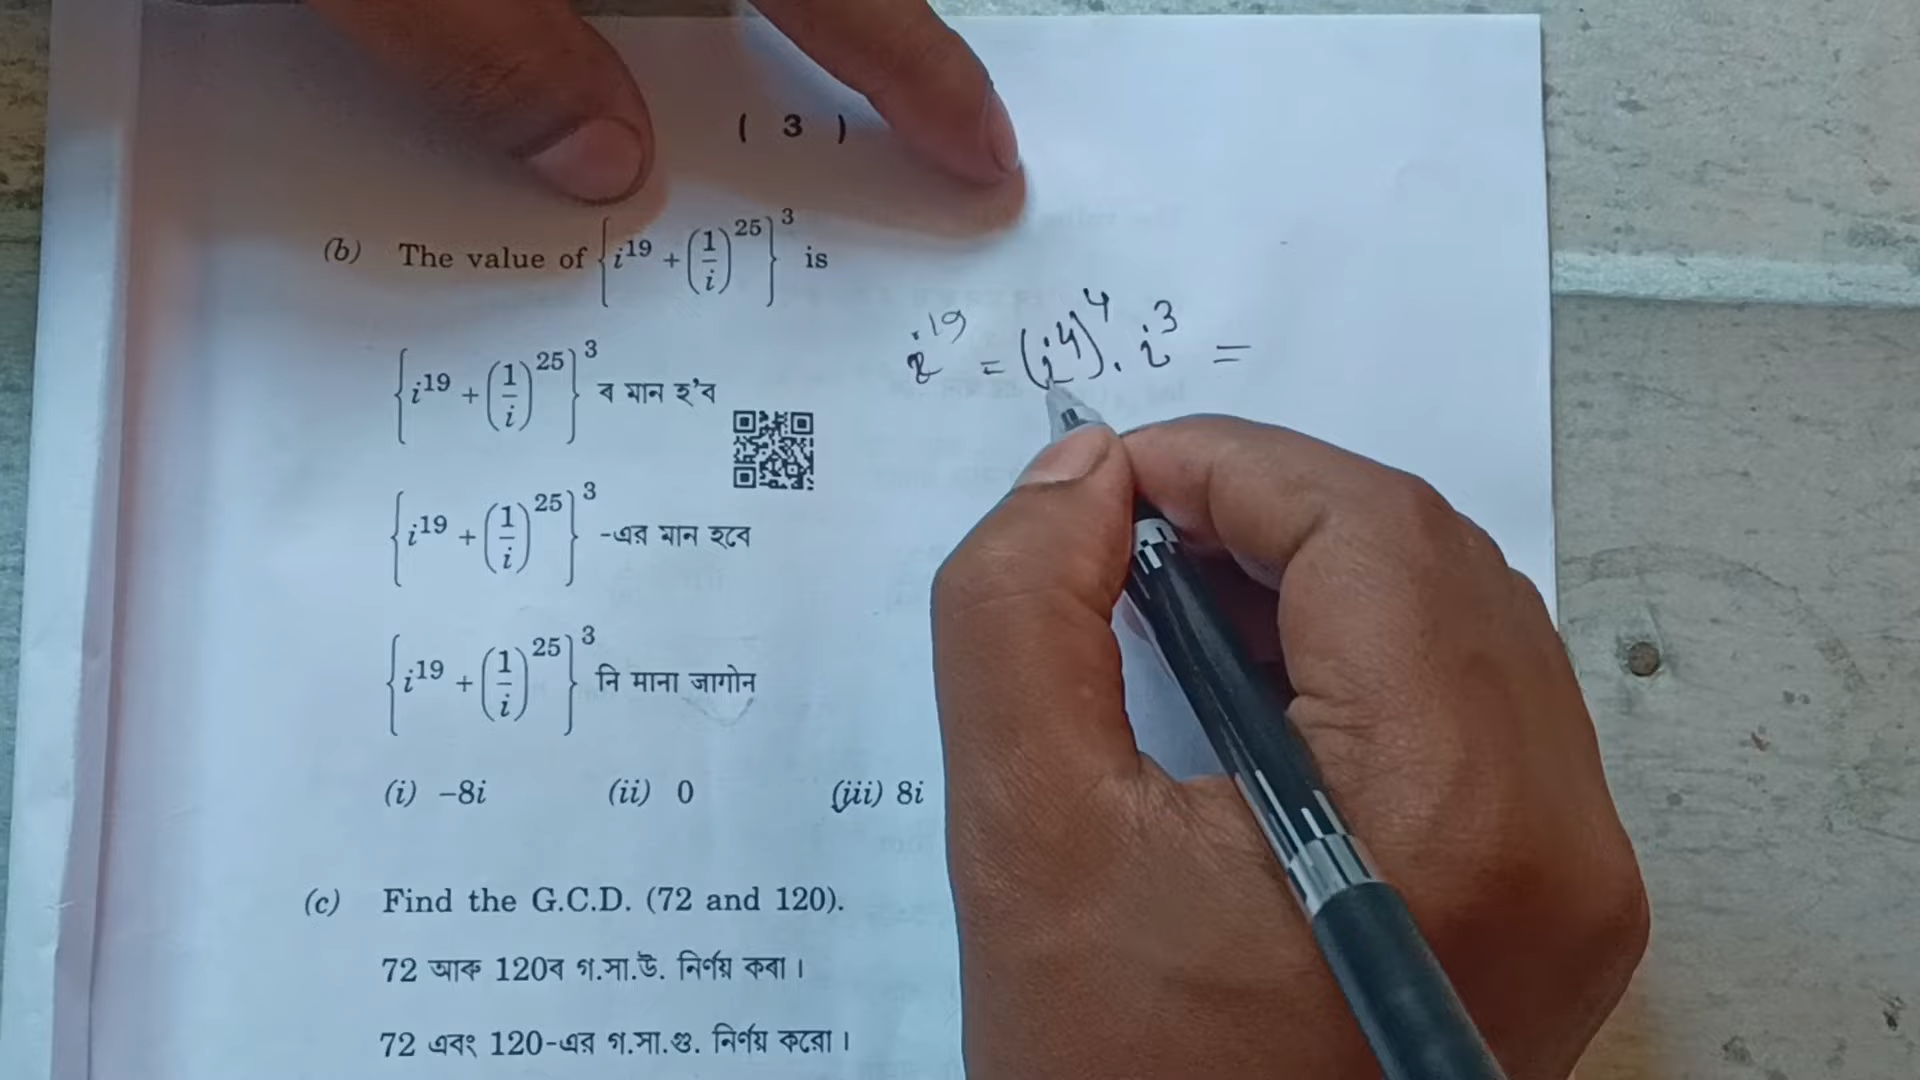 ( 3 )
(b) The value of {i^19 + (1/i)^25}^3 is
i^19 = (i^4)^4 . i^3 =
{i^19 + (1/i)^25}^3 ৰ মান হ'ব
{i^19 + (1/i)^25}^3 -এর মান হবে
{i^19 + (1/i)^25}^3 नि माना जागोन
(i) –8i (ii) 0 (iii) 8i
(c) Find the G.C.D. (72 and 120).
72 আৰু 120ৰ গ.সা.উ. নিৰ্ণয় কৰা।
72 এবং 120-এর গ.সা.গু. নির্ণয় করো।